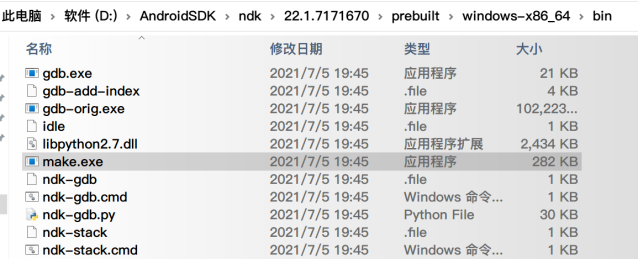 此电脑 > 软件 (D:) > AndroidSDK > ndk > 22.1.7171670 > prebuilt > windows-x86_64 > bin
名称 修改日期 类型 大小
gdb.exe 2021/7/5 19:45 应用程序 21 KB
gdb-add-index 2021/7/5 19:45 .file 4 KB
gdb-orig.exe 2021/7/5 19:45 应用程序 102,223...
idle 2021/7/5 19:45 .file 1 KB
libpython2.7.dll 2021/7/5 19:45 应用程序扩展 2,434 KB
make.exe 2021/7/5 19:45 应用程序 282 KB
ndk-gdb 2021/7/5 19:45 .file 1 KB
ndk-gdb.cmd 2021/7/5 19:45 Windows 命令... 1 KB
ndk-gdb.py 2021/7/5 19:45 Python File 30 KB
ndk-stack 2021/7/5 19:45 .file 1 KB
ndk-stack.cmd 2021/7/5 19:45 Windows 命令... 1 KB